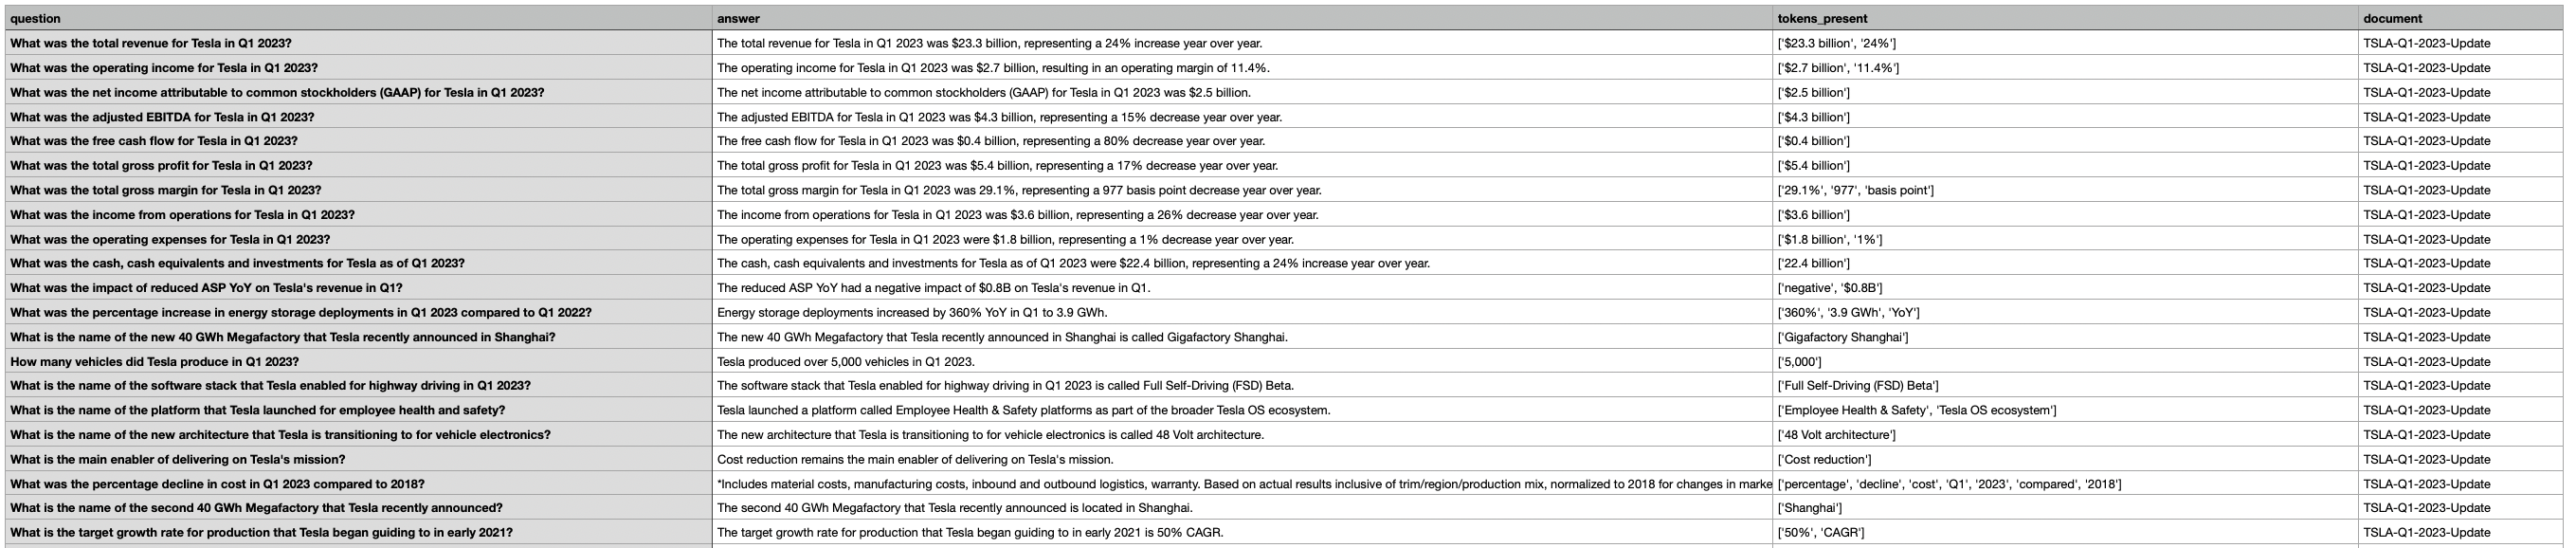 question answer tokens_present document
What was the total revenue for Tesla in Q1 2023? The total revenue for Tesla in Q1 2023 was $23.3 billion, representing a 24% increase year over year. ['$23.3 billion', '24%'] TSLA-Q1-2023-Update
What was the operating income for Tesla in Q1 2023? The operating income for Tesla in Q1 2023 was $2.7 billion, resulting in an operating margin of 11.4%. ['$2.7 billion', '11.4%'] TSLA-Q1-2023-Update
What was the net income attributable to common stockholders (GAAP) for Tesla in Q1 2023? The net income attributable to common stockholders (GAAP) for Tesla in Q1 2023 was $2.5 billion. ['$2.5 billion'] TSLA-Q1-2023-Update
What was the adjusted EBITDA for Tesla in Q1 2023? The adjusted EBITDA for Tesla in Q1 2023 was $4.3 billion, representing a 15% decrease year over year. ['$4.3 billion'] TSLA-Q1-2023-Update
What was the free cash flow for Tesla in Q1 2023? The free cash flow for Tesla in Q1 2023 was $0.4 billion, representing a 80% decrease year over year. ['$0.4 billion'] TSLA-Q1-2023-Update
What was the total gross profit for Tesla in Q1 2023? The total gross profit for Tesla in Q1 2023 was $5.4 billion, representing a 17% decrease year over year. ['$5.4 billion'] TSLA-Q1-2023-Update
What was the total gross margin for Tesla in Q1 2023? The total gross margin for Tesla in Q1 2023 was 29.1%, representing a 977 basis point decrease year over year. ['29.1%', '977', 'basis point'] TSLA-Q1-2023-Update
What was the income from operations for Tesla in Q1 2023? The income from operations for Tesla in Q1 2023 was $3.6 billion, representing a 26% decrease year over year. ['$3.6 billion'] TSLA-Q1-2023-Update
What was the operating expenses for Tesla in Q1 2023? The operating expenses for Tesla in Q1 2023 were $1.8 billion, representing a 1% decrease year over year. ['$1.8 billion', '1%'] TSLA-Q1-2023-Update
What was the cash, cash equivalents and investments for Tesla as of Q1 2023? The cash, cash equivalents and investments for Tesla as of Q1 2023 were $22.4 billion, representing a 24% increase year over year. ['22.4 billion'] TSLA-Q1-2023-Update
What was the impact of reduced ASP YoY on Tesla's revenue in Q1? The reduced ASP YoY had a negative impact of $0.8B on Tesla's revenue in Q1. ['negative', '$0.8B'] TSLA-Q1-2023-Update
What was the percentage increase in energy storage deployments in Q1 2023 compared to Q1 2022? Energy storage deployments increased by 360% YoY in Q1 to 3.9 GWh. ['360%', '3.9 GWh', 'YoY'] TSLA-Q1-2023-Update
What is the name of the new 40 GWh Megafactory that Tesla recently announced in Shanghai? The new 40 GWh Megafactory that Tesla recently announced in Shanghai is called Gigafactory Shanghai. ['Gigafactory Shanghai'] TSLA-Q1-2023-Update
How many vehicles did Tesla produce in Q1 2023? Tesla produced over 5,000 vehicles in Q1 2023. ['5,000'] TSLA-Q1-2023-Update
What is the name of the software stack that Tesla enabled for highway driving in Q1 2023? The software stack that Tesla enabled for highway driving in Q1 2023 is called Full Self-Driving (FSD) Beta. ['Full Self-Driving (FSD) Beta'] TSLA-Q1-2023-Update
What is the name of the platform that Tesla launched for employee health and safety? Tesla launched a platform called Employee Health & Safety platforms as part of the broader Tesla OS ecosystem. ['Employee Health & Safety', 'Tesla OS ecosystem'] TSLA-Q1-2023-Update
What is the name of the new architecture that Tesla is transitioning to for vehicle electronics? The new architecture that Tesla is transitioning to for vehicle electronics is called 48 Volt architecture. ['48 Volt architecture'] TSLA-Q1-2023-Update
What is the main enabler of delivering on Tesla's mission? Cost reduction remains the main enabler of delivering on Tesla's mission. ['Cost reduction'] TSLA-Q1-2023-Update
What was the percentage decline in cost in Q1 2023 compared to 2018? *Includes material costs, manufacturing costs, inbound and outbound logistics, warranty. Based on actual results inclusive of trim/region/production mix, normalized to 2018 for changes in marke ['percentage', 'decline', 'cost', 'Q1', '2023', 'compared', '2018'] TSLA-Q1-2023-Update
What is the name of the second 40 GWh Megafactory that Tesla recently announced? The second 40 GWh Megafactory that Tesla recently announced is located in Shanghai. ['Shanghai'] TSLA-Q1-2023-Update
What is the target growth rate for production that Tesla began guiding to in early 2021? The target growth rate for production that Tesla began guiding to in early 2021 is 50% CAGR. ['50%', 'CAGR'] TSLA-Q1-2023-Update